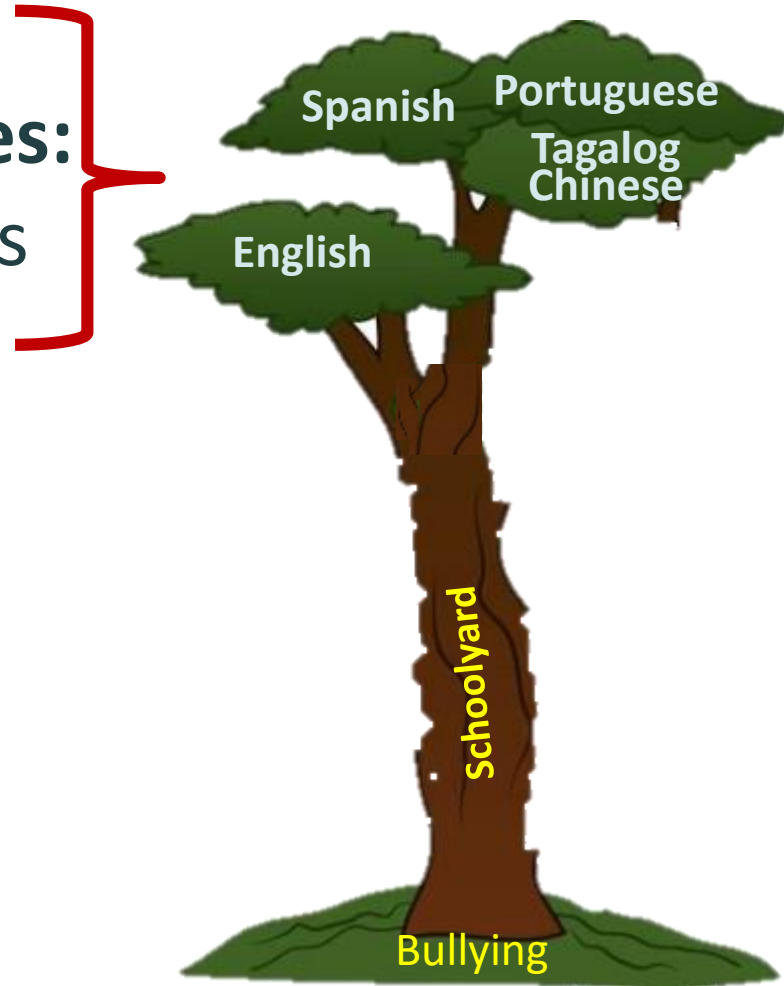 es:
s
Spanish
Portuguese
Tagalog
Chinese
English
Schoolyard
Bullying